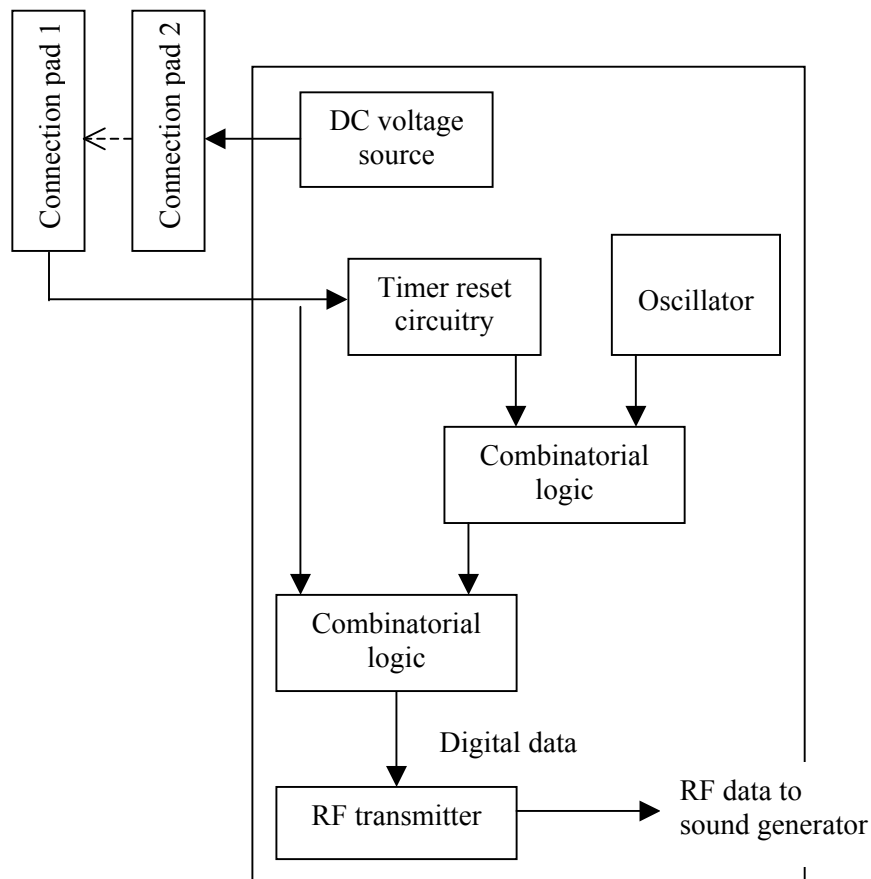 Connection pad 1
Connection pad 2
DC voltage
source
Timer reset
circuitry
Oscillator
Combinatorial
logic
Combinatorial
logic
Digital data
RF transmitter
RF data to
sound generator